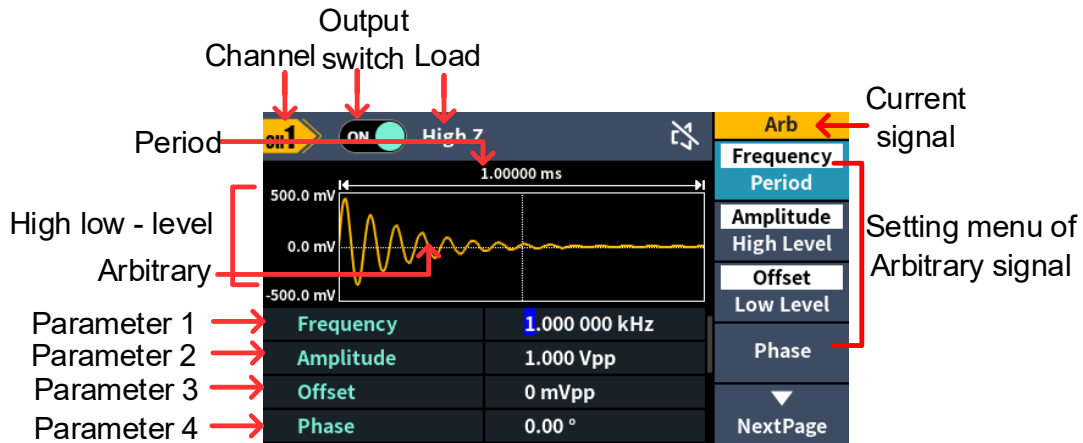 Output
Channel switch Load
Current
signal
CH1 ON High Z
Arb
Period
Frequency
Period
1.00000 ms
500.0 mV
High low - level
0.0 mV
Amplitude
High Level
Setting menu of
Arbitrary signal
Arbitrary
-500.0 mV
Offset
Low Level
Parameter 1
Frequency 1.000 000 kHz
Parameter 2
Amplitude 1.000 Vpp
Phase
Parameter 3
Offset 0 mVpp
Parameter 4
Phase 0.00 °
NextPage